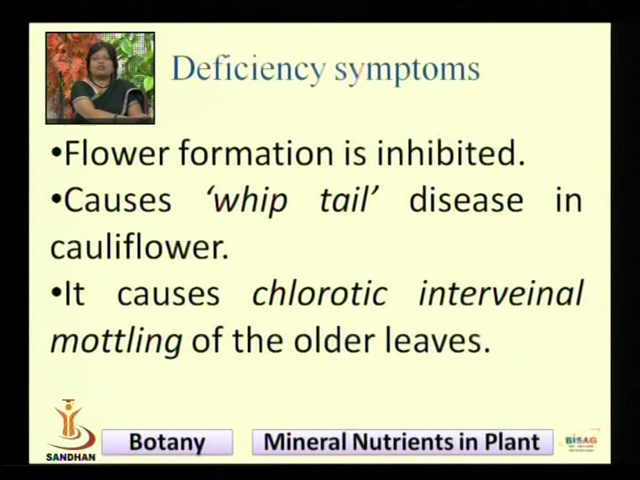 Deficiency symptoms
•Flower formation is inhibited.
•Causes ‘whip tail’ disease in
cauliflower.
•It causes chlorotic interveinal
mottling of the older leaves.
SANDHAN
Botany
Mineral Nutrients in Plant
BISAG